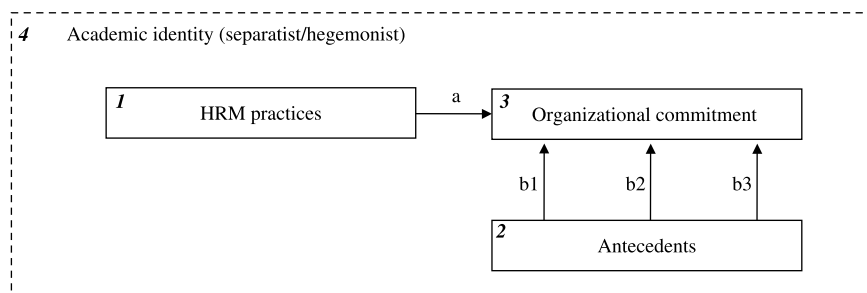 4 Academic identity (separatist/hegemonist)
1 HRM practices
a
3 Organizational commitment
b1 b2 b3
2 Antecedents